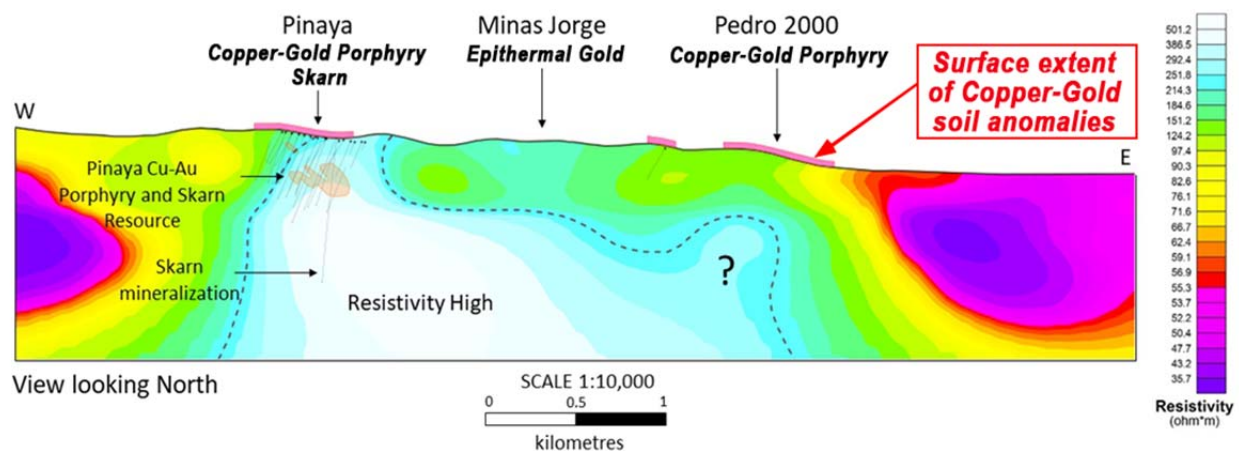 Pinaya
Copper-Gold Porphyry
Skarn
Minas Jorge
Epithermal Gold
Pedro 2000
Copper-Gold Porphyry
Surface extent
of Copper-Gold
soil anomalies
W
E
Pinaya Cu-Au
Porphyry and Skarn
Resource
Skarn
mineralization
Resistivity High
?
View looking North
SCALE 1:10,000
0 0.5 1
kilometres
501.2
386.5
292.4
251.8
214.3
184.6
151.2
124.2
97.4
90.3
82.6
76.1
71.6
66.7
62.4
59.1
56.9
55.3
53.7
52.2
50.4
47.7
43.2
35.7
Resistivity
(ohm*m)